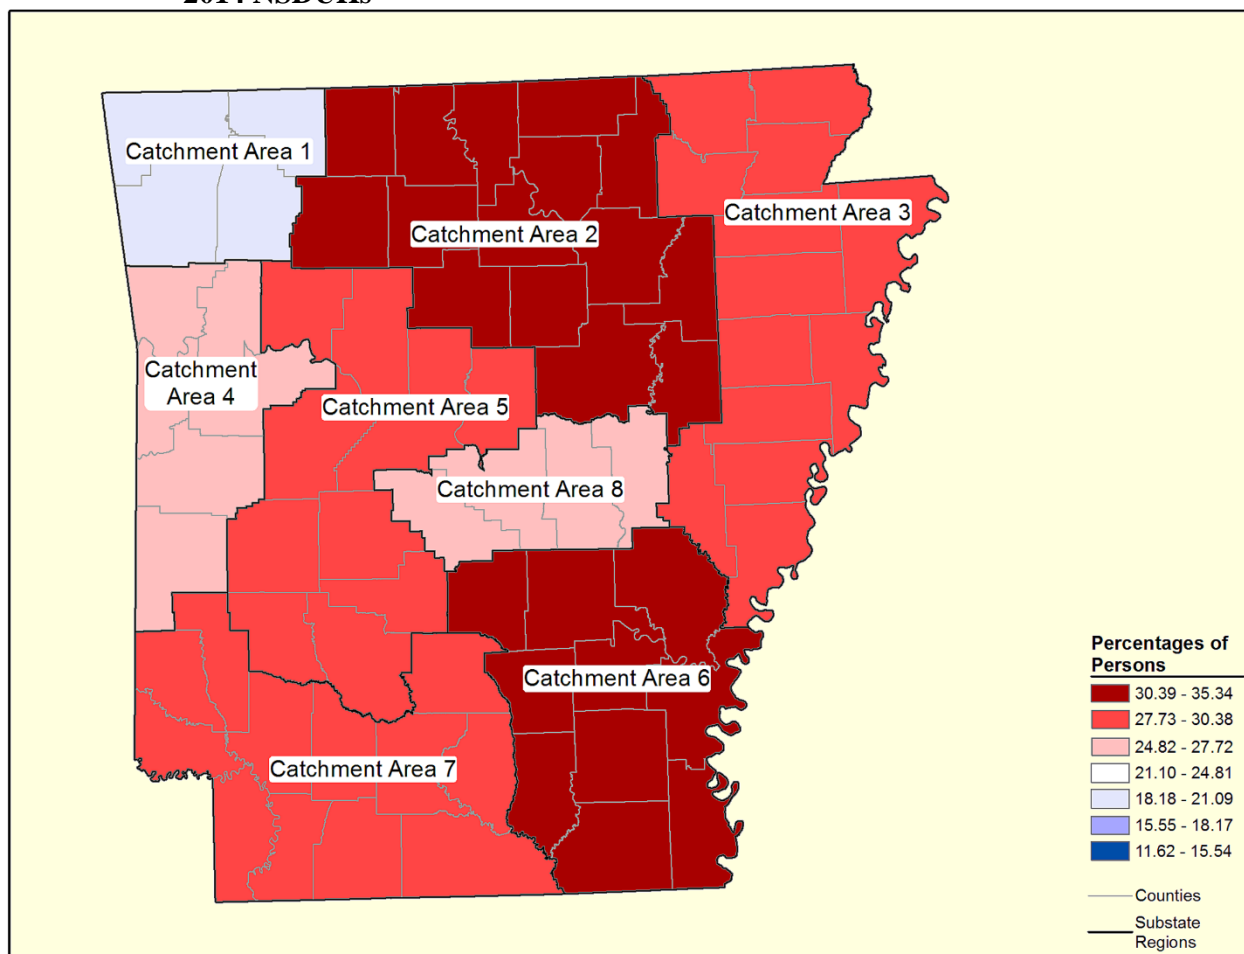 2014 NSDUHs
Catchment Area 1
Catchment Area 2
Catchment Area 3
Catchment
Area 4
Catchment Area 5
Catchment Area 8
Catchment Area 6
Catchment Area 7
Percentages of
Persons
30.39 - 35.34
27.73 - 30.38
24.82 - 27.72
21.10 - 24.81
18.18 - 21.09
15.55 - 18.17
11.62 - 15.54
Counties
Substate
Regions